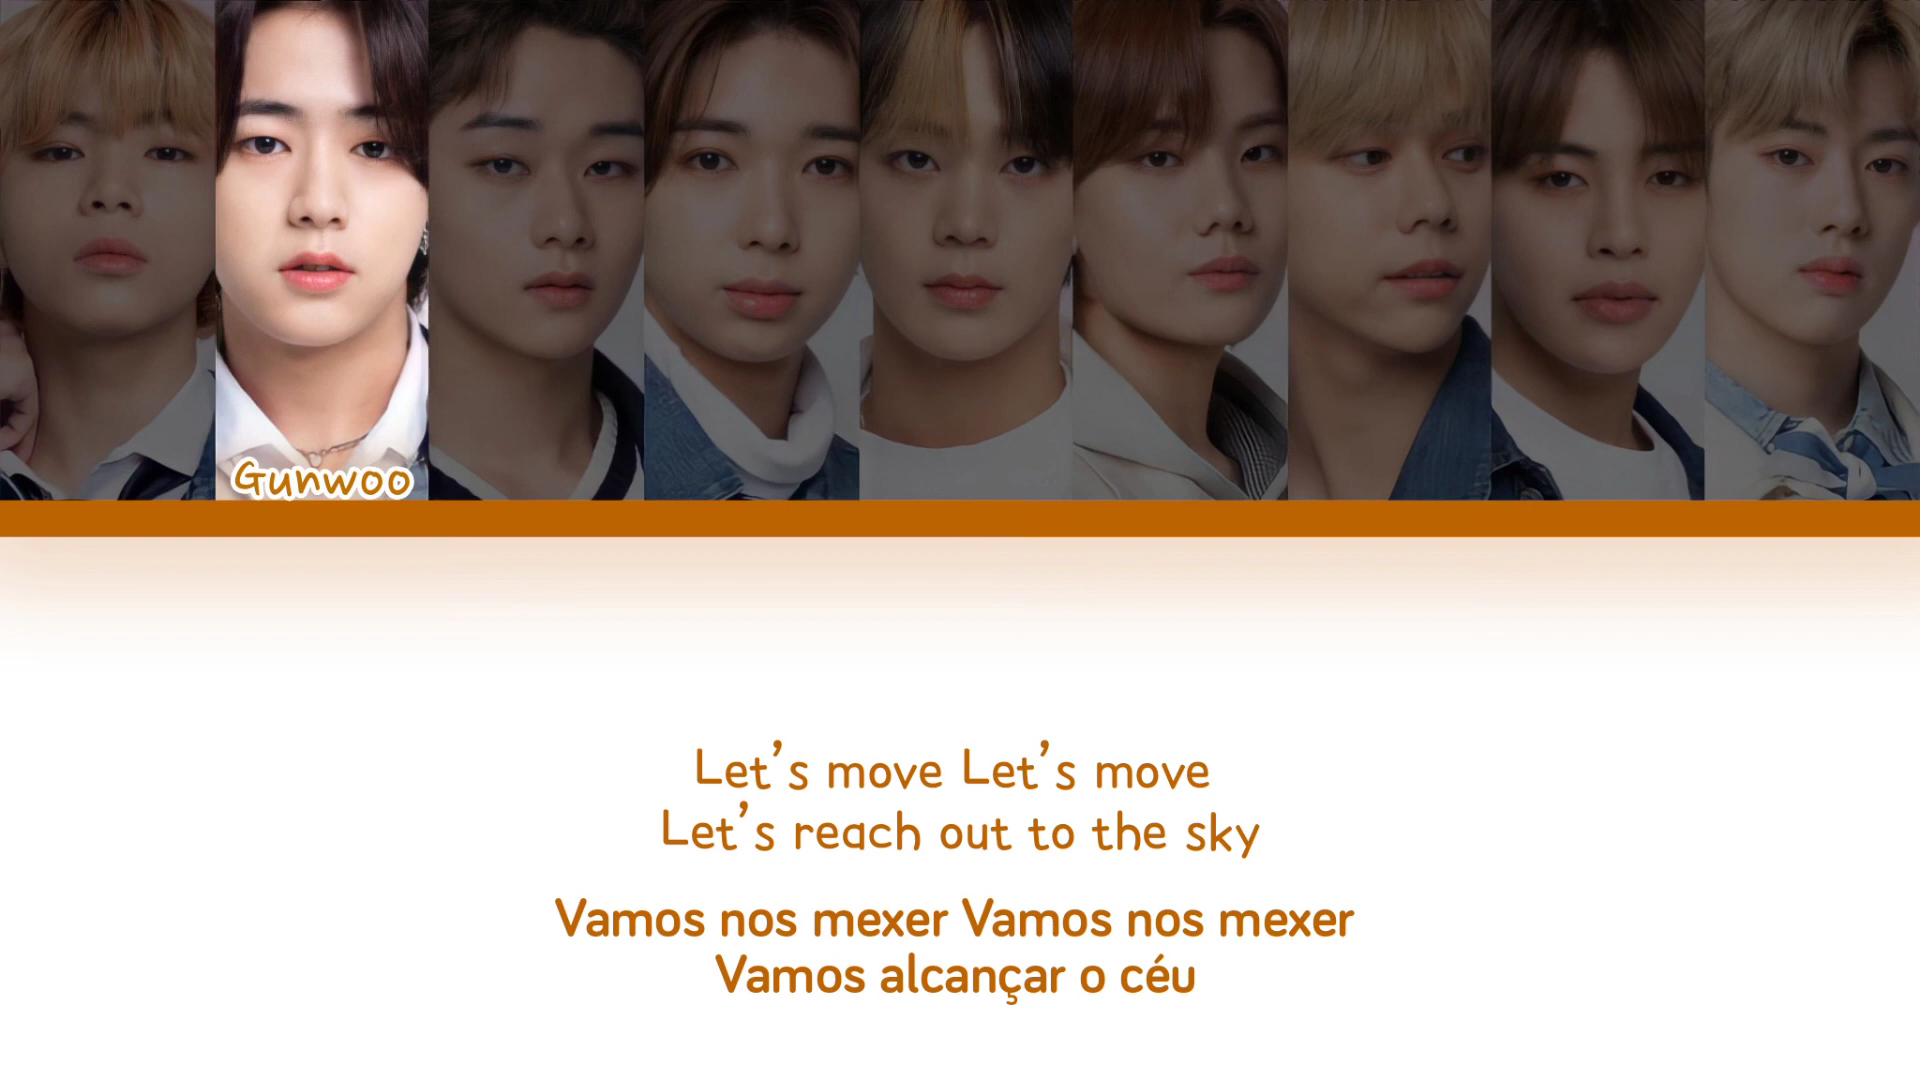 Gunwoo
Let’s move Let’s move
Let’s reach out to the sky
Vamos nos mexer Vamos nos mexer
Vamos alcançar o céu